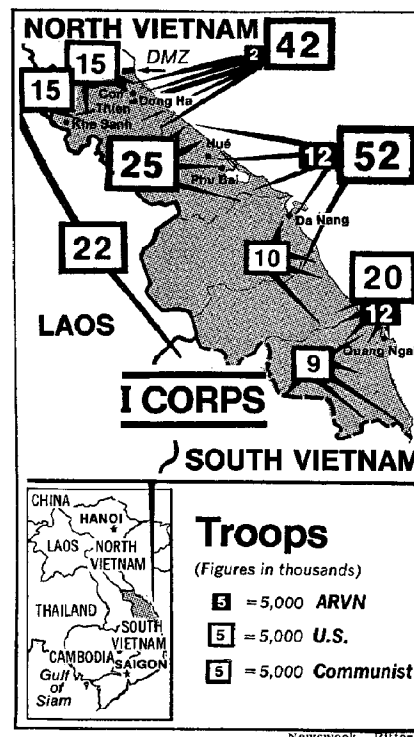 NORTH VIETNAM
2
42
15
DMZ
15
Con
Thien
Dong Ha
Khe Sanh
Hué
25
12
52
Phu Bai
Da Nang
22
10
20
LAOS
12
Quang Nga
9
I CORPS
SOUTH VIETNAM
CHINA
HANOI
LAOS
NORTH
VIETNAM
THAILAND
SOUTH
VIETNAM
CAMBODIA
SAIGON
Gulf
of
Siam
Troops
(Figures in thousands)
5 =5,000 ARVN
5 =5,000 U.S.
5 =5,000 Communist